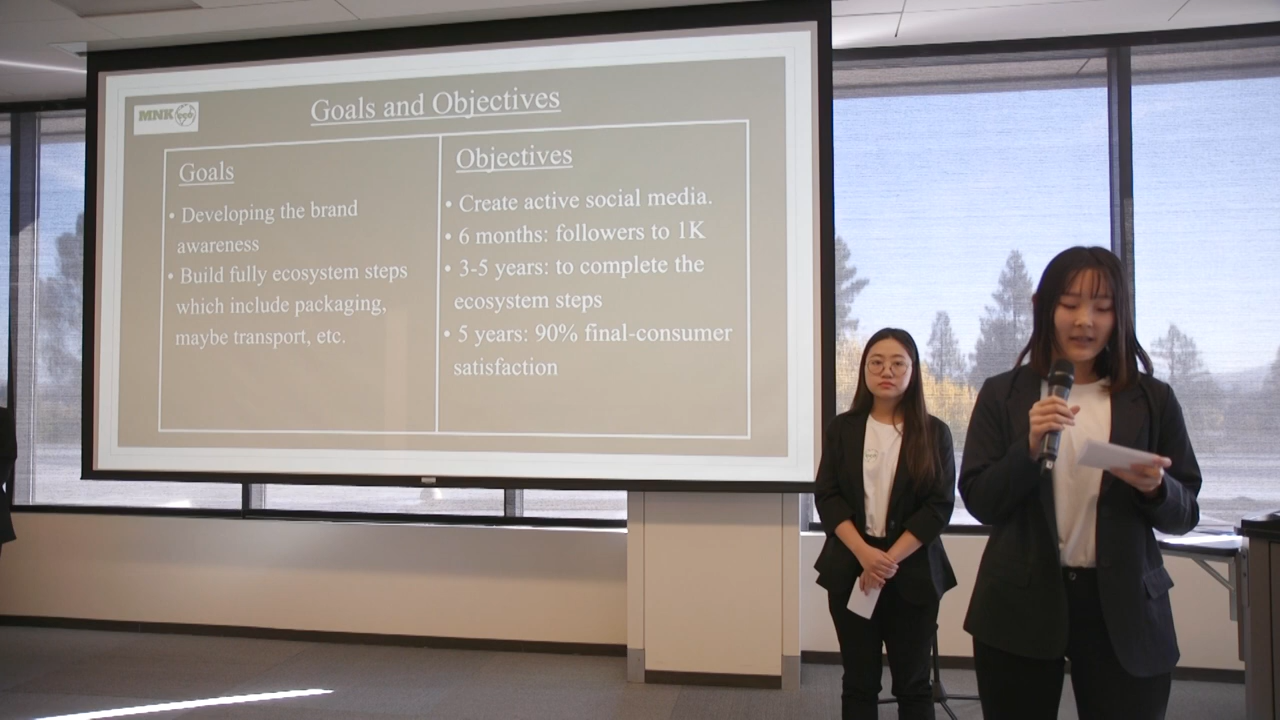 MNK
Goals and Objectives
Goals
• Developing the brand
awareness
• Build fully ecosystem steps
which include packaging,
maybe transport, etc.
Objectives
• Create active social media.
• 6 months: followers to 1K
• 3-5 years: to complete the
ecosystem steps
• 5 years: 90% final-consumer
satisfaction